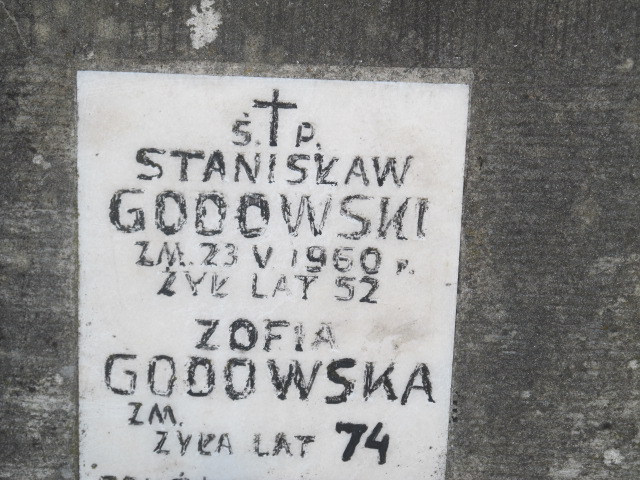 Ś. P.
STANISŁAW
GODOWSKI
ZM. 23 V 1960 R.
ŻYŁ LAT 52
ZOFIA
GODOWSKA
ZM.
ŻYŁA LAT 74